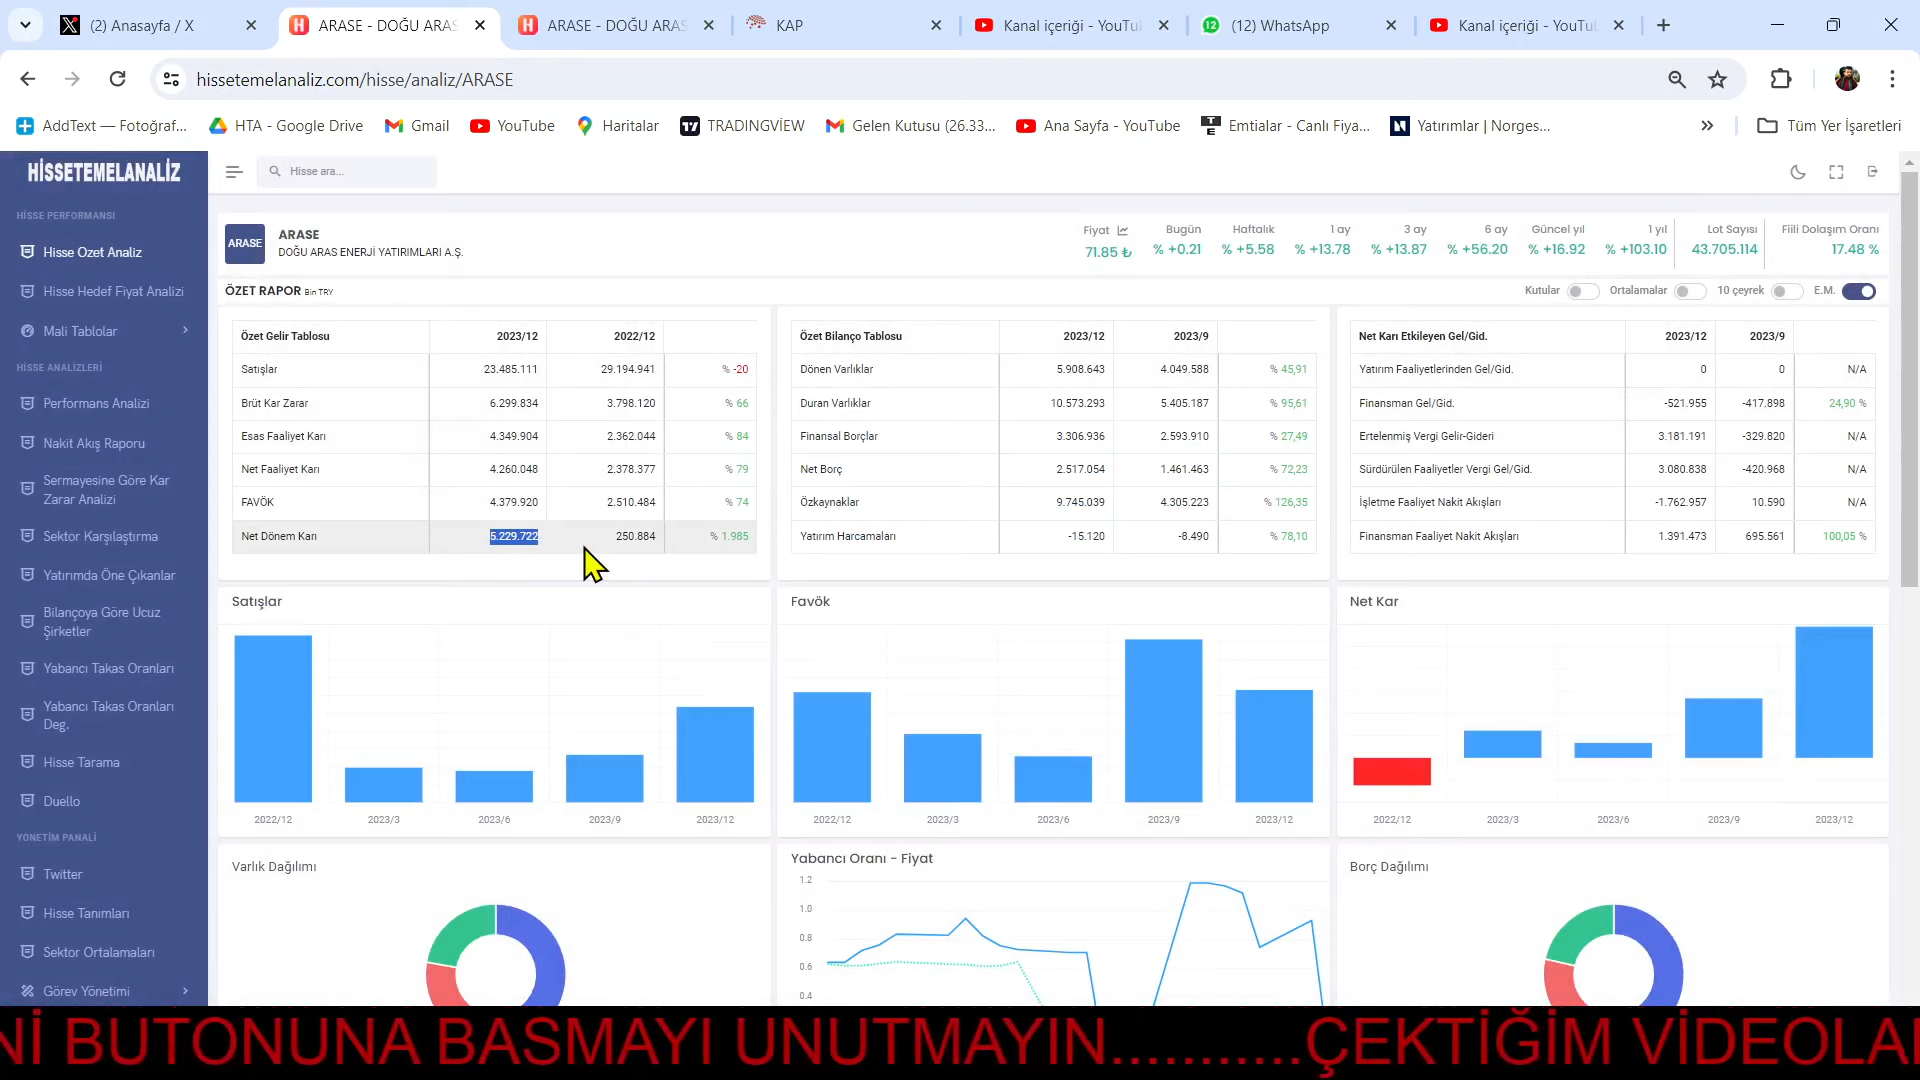 (2) Anasayfa / X
ARASE - DOĞU ARAS
ARASE - DOĞU ARAS
KAP
Kanal içeriği - YouTu
12 (12) WhatsApp
Kanal içeriği - YouTu
hissetemelanaliz.com/hisse/analiz/ARASE
AddText — Fotoğraf...
HTA - Google Drive
Gmail
YouTube
Haritalar
TRADINGVIEW
Gelen Kutusu (26.33...
Ana Sayfa - YouTube
Emtialar - Canlı Fiya...
Yatırımlar | Norges...
Tüm Yer İşaretleri
HİSSETEMELANALİZ
Hisse ara...
HİSSE PERFORMANSI
Hisse Ozet Analiz
Hisse Hedef Fiyat Analizi
Mali Tablolar
HİSSE ANALİZLERİ
Performans Analizi
Nakit Akış Raporu
Sermayesine Göre Kar
Zarar Analizi
Sektor Karşılaştırma
Yatırımda Öne Çıkanlar
Bilançoya Göre Ucuz
Şirketler
Yabancı Takas Oranları
Yabancı Takas Oranları
Deg.
Hisse Tarama
Duello
YONETİM PANALİ
Twitter
Hisse Tanımları
Sektor Ortalamaları
Görev Yönetimi
ARASE
ARASE
DOĞU ARAS ENERJİ YATIRIMLARI A.Ş.
Fiyat Bugün Haftalık 1 ay 3 ay 6 ay Güncel yıl 1 yıl Lot Sayısı Fiili Dolaşım Oranı
71.85 ₺ % +0.21 % +5.58 % +13.78 % +13.87 % +56.20 % +16.92 % +103.10 43.705.114 17.48 %
ÖZET RAPOR Bin TRY
Kutular Ortalamalar 10 çeyrek E.M.
Özet Gelir Tablosu 2023/12 2022/12
Satışlar 23.485.111 29.194.941 % -20
Brüt Kar Zarar 6.299.834 3.798.120 % 66
Esas Faaliyet Karı 4.349.904 2.362.044 % 84
Net Faaliyet Karı 4.260.048 2.378.377 % 79
FAVÖK 4.379.920 2.510.484 % 74
Net Dönem Karı 5.229.722 250.884 % 1.985
Özet Bilanço Tablosu 2023/12 2023/9
Dönen Varlıklar 5.908.643 4.049.588 % 45,91
Duran Varlıklar 10.573.293 5.405.187 % 95,61
Finansal Borçlar 3.306.936 2.593.910 % 27,49
Net Borç 2.517.054 1.461.463 % 72,23
Özkaynaklar 9.745.039 4.305.223 % 126,35
Yatırım Harcamaları -15.120 -8.490 % 78,10
Net Karı Etkileyen Gel/Gid. 2023/12 2023/9
Yatırım Faaliyetlerinden Gel/Gid. 0 0 N/A
Finansman Gel/Gid. -521.955 -417.898 24,90 %
Ertelenmiş Vergi Gelir-Gideri 3.181.191 -329.820 N/A
Sürdürülen Faaliyetler Vergi Gel/Gid. 3.080.838 -420.968 N/A
İşletme Faaliyet Nakit Akışları -1.762.957 10.590 N/A
Finansman Faaliyet Nakit Akışları 1.391.473 695.561 100,05 %
Satışlar
2022/12 2023/3 2023/6 2023/9 2023/12
Favök
2022/12 2023/3 2023/6 2023/9 2023/12
Net Kar
2022/12 2023/3 2023/6 2023/9 2023/12
Varlık Dağılımı
Yabancı Oranı - Fiyat
1.2
1.0
0.8
0.6
0.4
Borç Dağılımı
Nİ BUTONUNA BASMAYI UNUTMAYIN...........ÇEKTİĞİM VİDEOLA